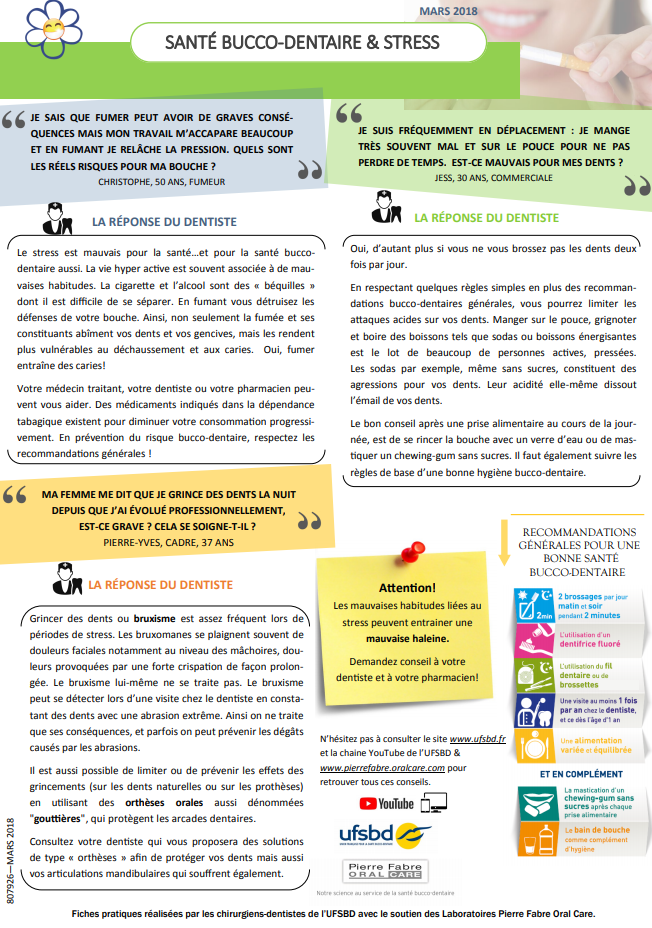 MARS 2018
SANTÉ BUCCO-DENTAIRE & STRESS
JE SAIS QUE FUMER PEUT AVOIR DE GRAVES CONSÉ-
QUENCES MAIS MON TRAVAIL M'ACCAPARE BEAUCOUP
ET EN FUMANT JE RELÂCHE LA PRESSION. QUELS SONT
LES RÉELS RISQUES POUR MA BOUCHE ?
CHRISTOPHE, 50 ANS, FUMEUR
LA RÉPONSE DU DENTISTE
Le stress est mauvais pour la santé…et pour la santé bucco-
dentaire aussi. La vie hyper active est souvent associée à de mau-
vaises habitudes. La cigarette et l'alcool sont des « béquilles »
dont il est difficile de se séparer. En fumant vous détruisez les
défenses de votre bouche. Ainsi, non seulement la fumée et ses
constituants abîment vos dents et vos gencives, mais les rendent
plus vulnérables au déchaussement et aux caries. Oui, fumer
entraîne des caries!
Votre médecin traitant, votre dentiste ou votre pharmacien peu-
vent vous aider. Des médicaments indiqués dans la dépendance
tabagique existent pour diminuer votre consommation progressi-
vement. En prévention du risque bucco-dentaire, respectez les
recommandations générales !
JE SUIS FRÉQUEMMENT EN DÉPLACEMENT : JE MANGE
TRÈS SOUVENT MAL ET SUR LE POUCE POUR NE PAS
PERDRE DE TEMPS. EST-CE MAUVAIS POUR MES DENTS ?
JESS, 30 ANS, COMMERCIALE
LA RÉPONSE DU DENTISTE
Oui, d'autant plus si vous ne vous brossez pas les dents deux
fois par jour.
En respectant quelques règles simples en plus des recomman-
dations bucco-dentaires générales, vous pourrez limiter les
attaques acides sur vos dents. Manger sur le pouce, grignoter
et boire des boissons tels que sodas ou boissons énergisantes
est le lot de beaucoup de personnes actives, pressées.
Les sodas par exemple, même sans sucres, constituent des
agressions pour vos dents. Leur acidité elle-même dissout
l'émail de vos dents.
Le bon conseil après une prise alimentaire au cours de la jour-
née, est de se rincer la bouche avec un verre d'eau ou de mas-
tiquer un chewing-gum sans sucres. Il faut également suivre les
règles de base d'une bonne hygiène bucco-dentaire.
MA FEMME ME DIT QUE JE GRINCE DES DENTS LA NUIT
DEPUIS QUE J'AI ÉVOLUÉ PROFESSIONNELLEMENT,
EST-CE GRAVE ? CELA SE SOIGNE-T-IL ?
PIERRE-YVES, CADRE, 37 ANS
LA RÉPONSE DU DENTISTE
Grincer des dents ou bruxisme est assez fréquent lors de
périodes de stress. Les bruxomanes se plaignent souvent de
douleurs faciales notamment au niveau des mâchoires, dou-
leurs provoquées par une forte crispation de façon prolon-
gée. Le bruxisme lui-même ne se traite pas. Le bruxisme
peut se détecter lors d'une visite chez le dentiste en consta-
tant des dents avec une abrasion extrême. Ainsi on ne traite
que ses conséquences, et parfois on peut prévenir les dégâts
causés par les abrasions.
Il est aussi possible de limiter ou de prévenir les effets des
grincements (sur les dents naturelles ou sur les prothèses)
en utilisant des orthèses orales aussi dénommées
"gouttières", qui protègent les arcades dentaires.
Consultez votre dentiste qui vous proposera des solutions
de type « orthèses » afin de protéger vos dents mais aussi
vos articulations mandibulaires qui souffrent également.
Attention!
Les mauvaises habitudes liées au
stress peuvent entrainer une
mauvaise haleine.
Demandez conseil à votre
dentiste et à votre pharmacien!
N'hésitez pas à consulter le site www.ufsbd.fr
et la chaine YouTube de l'UFSBD &
www.pierrefabre.oralcare.com pour
retrouver tous ces conseils.
YouTube
ufsbd
Pierre Fabre
ORAL CARE
Notre science au service de la santé bucco-dentaire
RECOMMANDATIONS
GÉNÉRALES POUR UNE
BONNE SANTÉ
BUCCO-DENTAIRE
2min
2 brossages par jour
matin et soir
pendant 2 minutes
L'utilisation d'un
dentifrice fluoré
L'utilisation du fil
dentaire ou de
brossettes
Une visite au moins 1 fois
par an chez le dentiste,
et ce dès l'âge d'1 an
Une alimentation
variée et équilibrée
ET EN COMPLÉMENT
La mastication d'un
chewing-gum sans
sucres après chaque
prise alimentaire
Le bain de bouche
comme complément
d'hygiène
807926—MARS 2018
Fiches pratiques réalisées par les chirurgiens-dentistes de l'UFSBD avec le soutien des Laboratoires Pierre Fabre Oral Care.